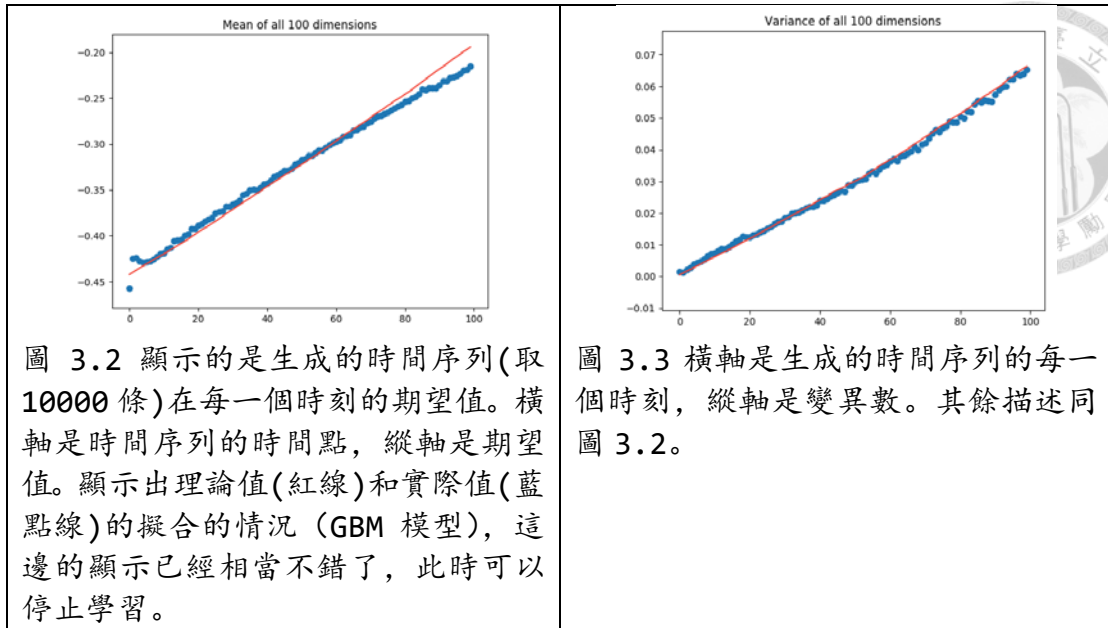 Mean of all 100 dimensions
−0.20
−0.25
−0.30
−0.35
−0.40
−0.45
0 20 40 60 80 100
圖 3.2 顯示的是生成的時間序列(取
10000 條)在每一個時刻的期望值。橫
軸是時間序列的時間點，縱軸是期望
值。顯示出理論值(紅線)和實際值(藍
點線)的擬合的情況（GBM 模型），這
邊的顯示已經相當不錯了，此時可以
停止學習。
Variance of all 100 dimensions
0.07
0.06
0.05
0.04
0.03
0.02
0.01
0.00
−0.01
0 20 40 60 80 100
圖 3.3 橫軸是生成的時間序列的每一
個時刻，縱軸是變異數。其餘描述同
圖 3.2。